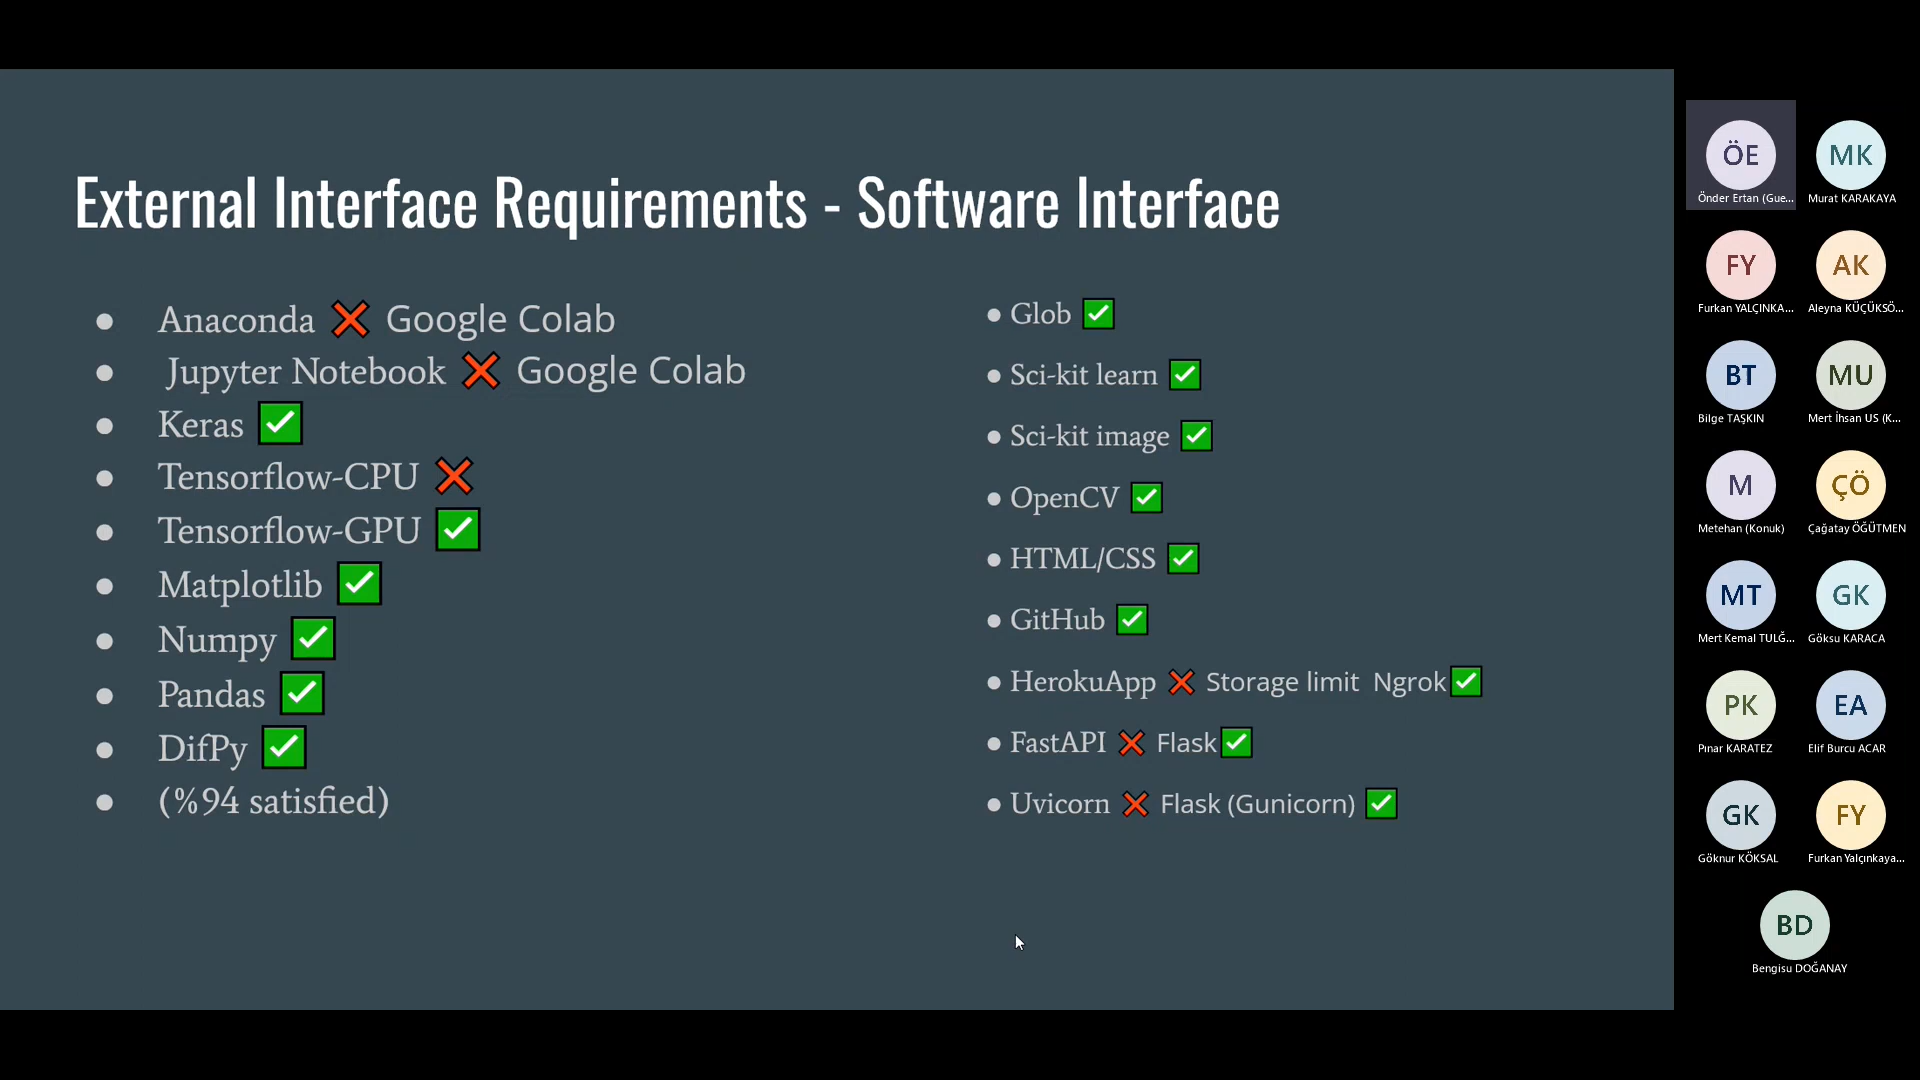 External Interface Requirements - Software Interface
● Anaconda ❌ Google Colab
● Jupyter Notebook ❌ Google Colab
● Keras ✅
● Tensorflow-CPU ❌
● Tensorflow-GPU ✅
● Matplotlib ✅
● Numpy ✅
● Pandas ✅
● DifPy ✅
● (%94 satisfied)
● Glob ✅
● Sci-kit learn ✅
● Sci-kit image ✅
● OpenCV ✅
● HTML/CSS ✅
● GitHub ✅
● HerokuApp ❌ Storage limit Ngrok ✅
● FastAPI ❌ Flask ✅
● Uvicorn ❌ Flask (Gunicorn) ✅
ÖE
Önder Ertan (Gue...
MK
Murat KARAKAYA
FY
Furkan YALÇINKA...
AK
Aleyna KÜÇÜKSÖ...
BT
Bilge TAŞKIN
MU
Mert İhsan US (K...
M
Metehan (Konuk)
ÇÖ
Çağatay ÖĞÜTMEN
MT
Mert Kemal TULĞ...
GK
Göksu KARACA
PK
Pınar KARATEZ
EA
Elif Burcu ACAR
GK
Göknur KÖKSAL
FY
Furkan Yalçınkaya...
BD
Bengisu DOĞANAY